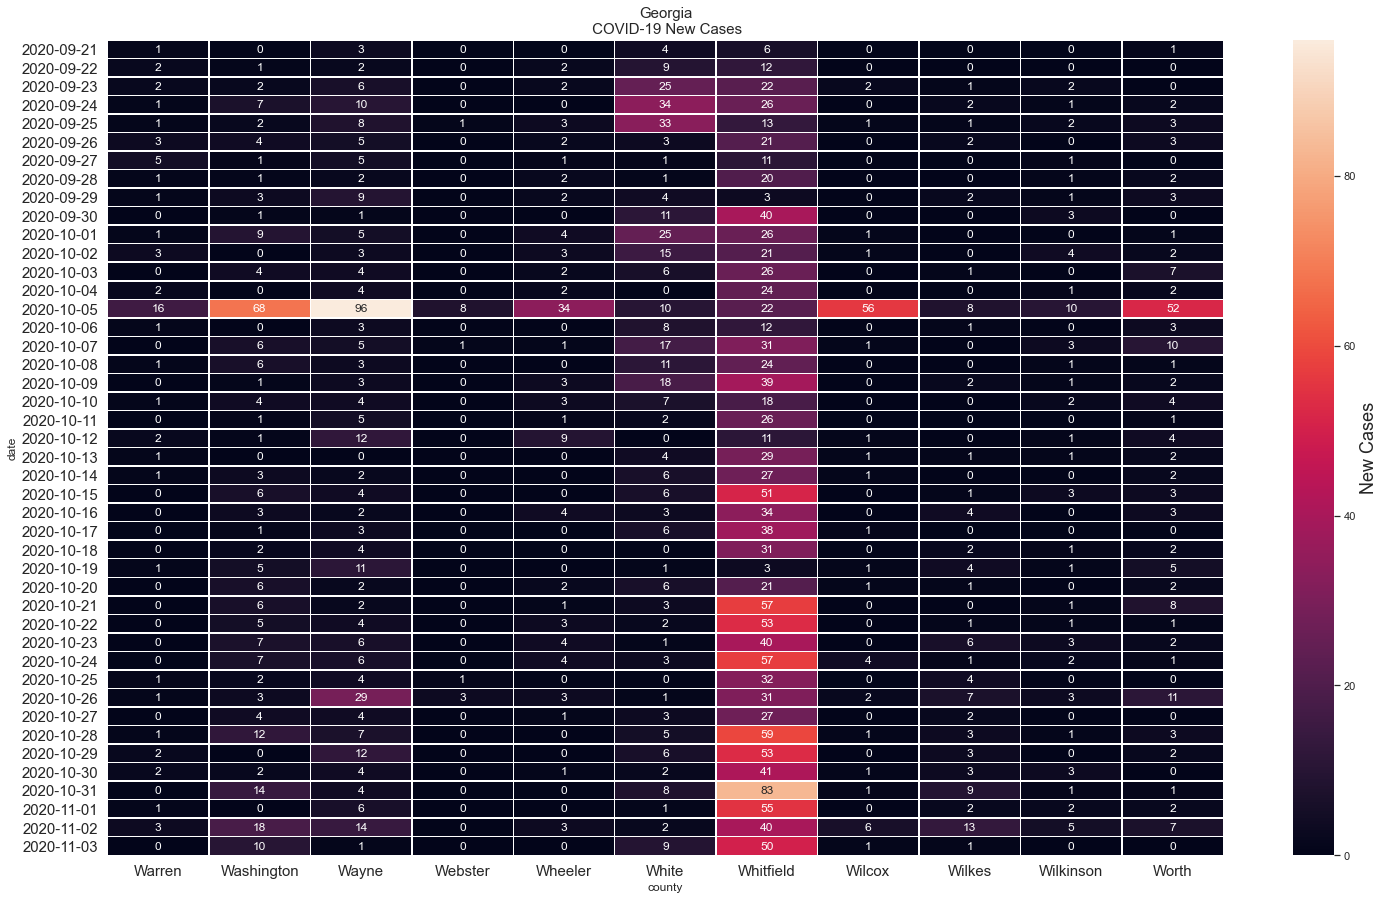 Georgia
COVID-19 New Cases
2020-09-21 1 0 3 0 0 4 6 0 0 0 1
2020-09-22 2 1 2 0 2 9 12 0 0 0 0
2020-09-23 2 2 6 0 2 25 22 2 1 2 0
2020-09-24 1 7 10 0 0 34 26 0 2 1 2
2020-09-25 1 2 8 1 3 33 13 1 1 2 3
2020-09-26 3 4 5 0 2 3 21 0 2 0 3
2020-09-27 5 1 5 0 1 1 11 0 0 1 0
2020-09-28 1 1 2 0 2 1 20 0 0 1 2
2020-09-29 1 3 9 0 2 4 3 0 2 1 3
2020-09-30 0 1 1 0 0 11 40 0 0 3 0
2020-10-01 1 9 5 0 4 25 26 1 0 0 1
2020-10-02 3 0 3 0 3 15 21 1 0 4 2
2020-10-03 0 4 4 0 2 6 26 0 1 0 7
2020-10-04 2 0 4 0 2 0 24 0 0 1 2
2020-10-05 16 68 96 8 34 10 22 56 8 10 52
2020-10-06 1 0 3 0 0 8 12 0 1 0 3
2020-10-07 0 6 5 1 1 17 31 1 0 3 10
2020-10-08 1 6 3 0 0 11 24 0 0 1 1
2020-10-09 0 1 3 0 3 18 39 0 2 1 2
2020-10-10 1 4 4 0 3 7 18 0 0 2 4
2020-10-11 0 1 5 0 1 2 26 0 0 0 1
2020-10-12 2 1 12 0 9 0 11 1 0 1 4
2020-10-13 1 0 0 0 0 4 29 1 1 1 2
2020-10-14 1 3 2 0 0 6 27 1 0 0 2
2020-10-15 0 6 4 0 0 6 51 0 1 3 3
2020-10-16 0 3 2 0 4 3 34 0 4 0 3
2020-10-17 0 1 3 0 0 6 38 1 0 0 0
2020-10-18 0 2 4 0 0 0 31 0 2 1 2
2020-10-19 1 5 11 0 0 1 3 1 4 1 5
2020-10-20 0 6 2 0 2 6 21 1 1 0 2
2020-10-21 0 6 2 0 1 3 57 0 0 1 8
2020-10-22 0 5 4 0 3 2 53 0 1 1 1
2020-10-23 0 7 6 0 4 1 40 0 6 3 2
2020-10-24 0 7 6 0 4 3 57 4 1 2 1
2020-10-25 1 2 4 1 0 0 32 0 4 0 0
2020-10-26 1 3 29 3 3 1 31 2 7 3 11
2020-10-27 0 4 4 0 1 3 27 0 2 0 0
2020-10-28 1 12 7 0 0 5 59 1 3 1 3
2020-10-29 2 0 12 0 0 6 53 0 3 0 2
2020-10-30 2 2 4 0 1 2 41 1 3 3 0
2020-10-31 0 14 4 0 0 8 83 1 9 1 1
2020-11-01 1 0 6 0 0 1 55 0 2 2 2
2020-11-02 3 18 14 0 3 2 40 6 13 5 7
2020-11-03 0 10 1 0 0 9 50 1 1 0 0
Warren Washington Wayne Webster Wheeler White Whitfield Wilcox Wilkes Wilkinson Worth
county
date
80
60
40
20
0
New Cases